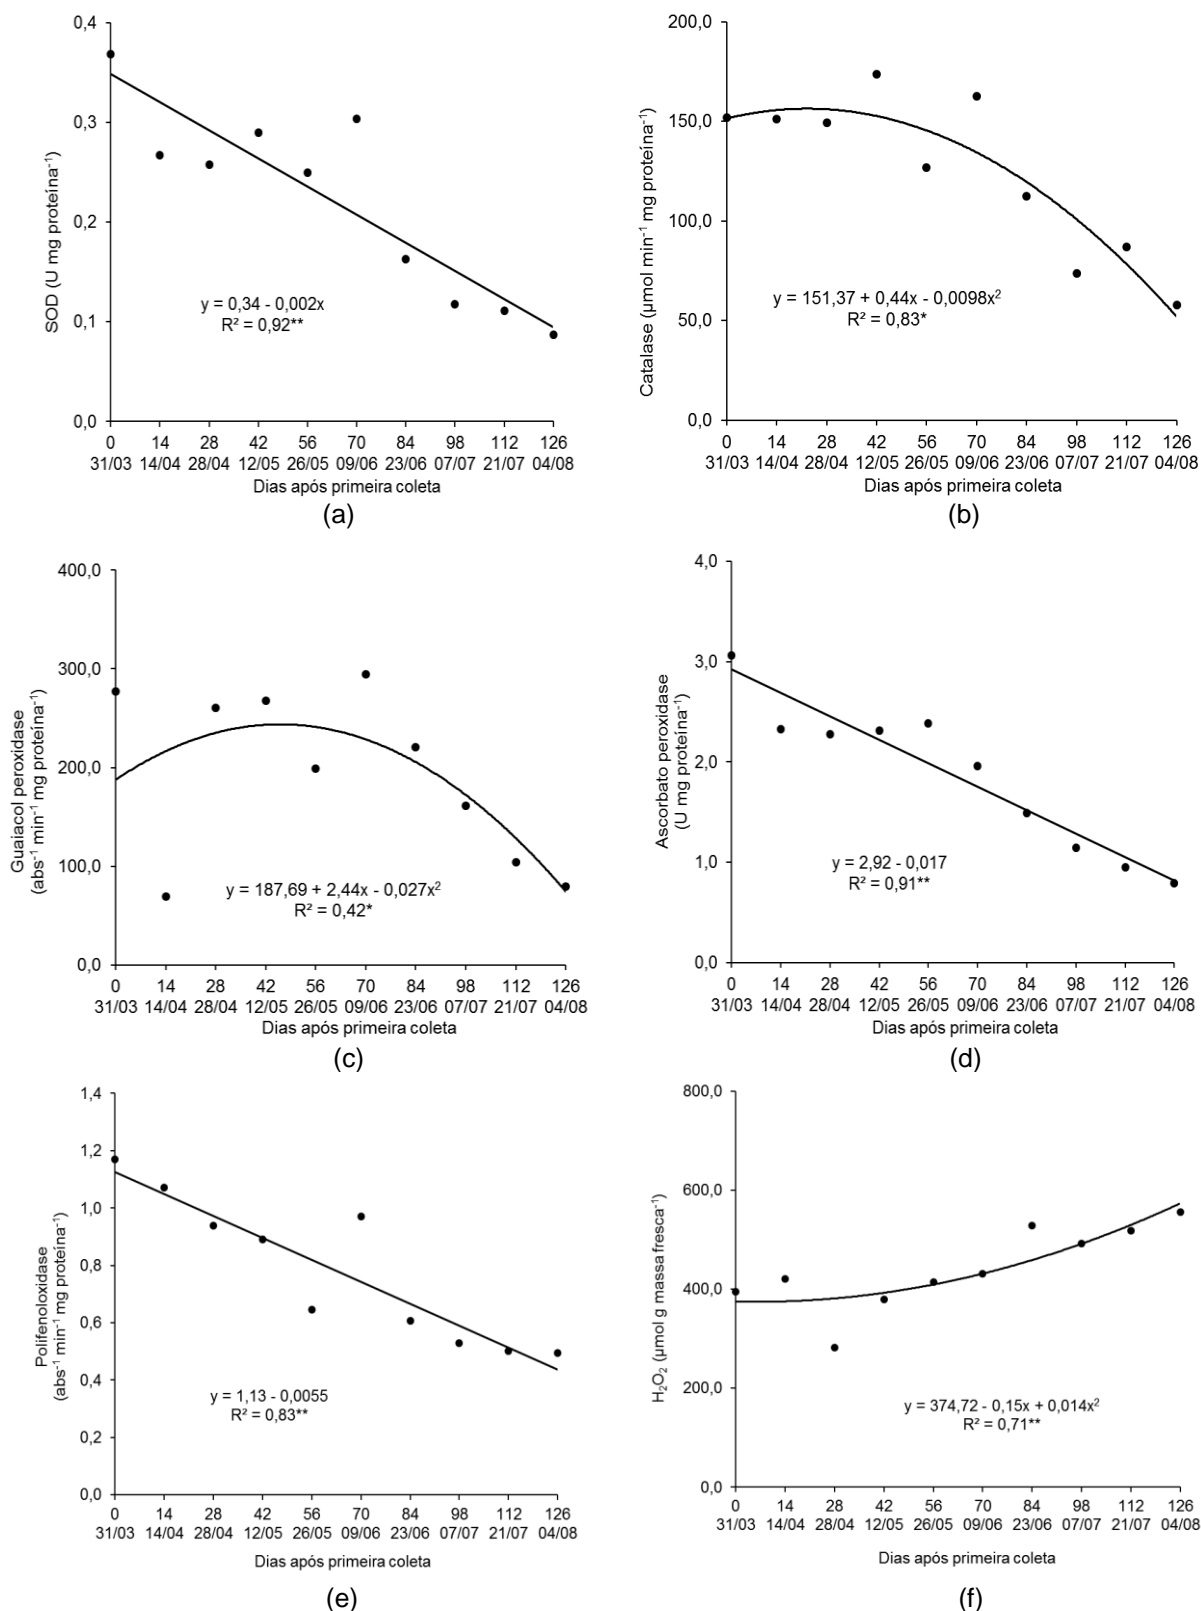 0,4
0,3
0,2
0,1
0,0
SOD (U mg proteína⁻¹)
y = 0,34 - 0,002x
R² = 0,92**
0 14 28 42 56 70 84 98 112 126
31/03 14/04 28/04 12/05 26/05 09/06 23/06 07/07 21/07 04/08
Dias após primeira coleta
(a)
200,0
150,0
100,0
50,0
0,0
Catalase (µmol min⁻¹ mg proteína⁻¹)
y = 151,37 + 0,44x - 0,0098x²
R² = 0,83*
0 14 28 42 56 70 84 98 112 126
31/03 14/04 28/04 12/05 26/05 09/06 23/06 07/07 21/07 04/08
Dias após primeira coleta
(b)
400,0
300,0
200,0
100,0
0,0
Guaiacol peroxidase
(abs⁻¹ min⁻¹ mg proteína⁻¹)
y = 187,69 + 2,44x - 0,027x²
R² = 0,42*
0 14 28 42 56 70 84 98 112 126
31/03 14/04 28/04 12/05 26/05 09/06 23/06 07/07 21/07 04/08
Dias após primeira coleta
(c)
4,0
3,0
2,0
1,0
0,0
Ascorbato peroxidase
(U mg proteína⁻¹)
y = 2,92 - 0,017
R² = 0,91**
0 14 28 42 56 70 84 98 112 126
31/03 14/04 28/04 12/05 26/05 09/06 23/06 07/07 21/07 04/08
Dias após primeira coleta
(d)
1,4
1,2
1,0
0,8
0,6
0,4
0,2
0,0
Polifenoloxidase
(abs⁻¹ min⁻¹ mg proteína⁻¹)
y = 1,13 - 0,0055
R² = 0,83**
0 14 28 42 56 70 84 98 112 126
31/03 14/04 28/04 12/05 26/05 09/06 23/06 07/07 21/07 04/08
Dias após primeira coleta
(e)
800,0
600,0
400,0
200,0
0,0
H₂O₂ (µmol g massa fresca⁻¹)
y = 374,72 - 0,15x + 0,014x²
R² = 0,71**
0 14 28 42 56 70 84 98 112 126
31/03 14/04 28/04 12/05 26/05 09/06 23/06 07/07 21/07 04/08
Dias após primeira coleta
(f)